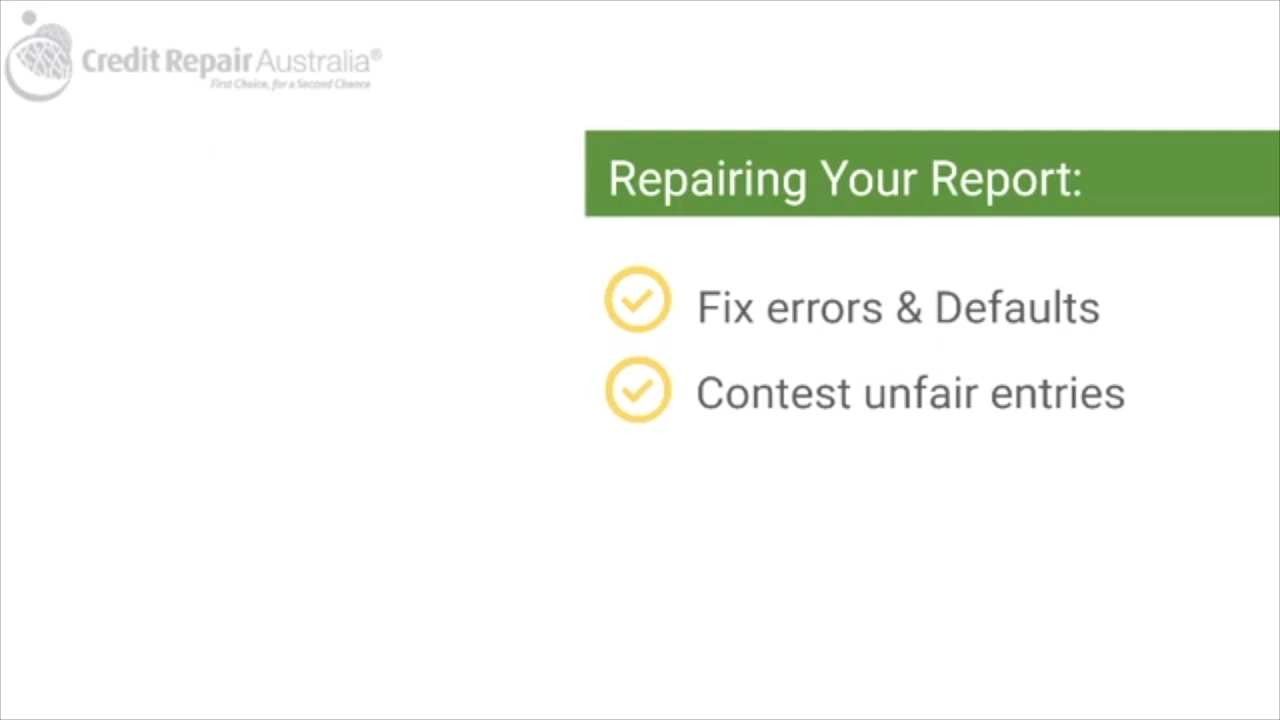 Credit Repair Australia®
First Choice, for a Second Chance
Repairing Your Report:
Fix errors & Defaults
Contest unfair entries